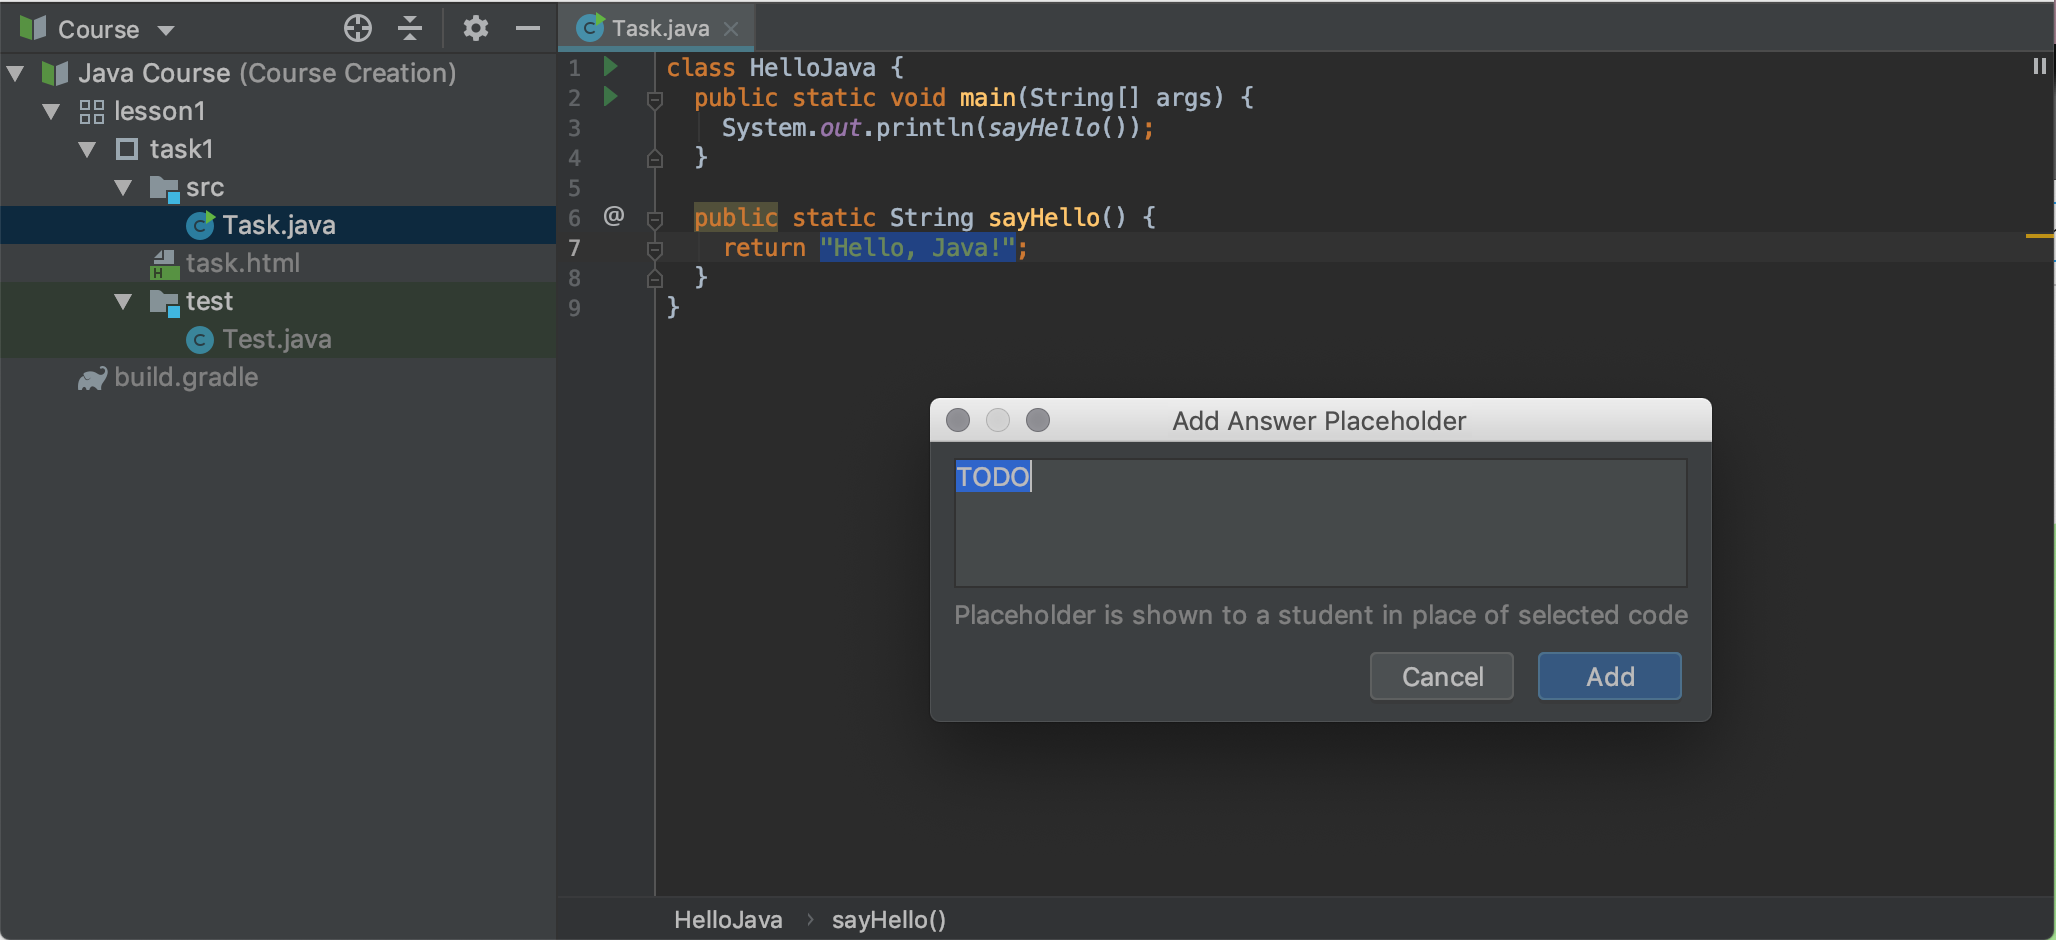 Course
Java Course (Course Creation)
lesson1
task1
src
Task.java
task.html
test
Test.java
build.gradle
Task.java
1 class HelloJava {
2 public static void main(String[] args) {
3 System.out.println(sayHello());
4 }
5
6 @ public static String sayHello() {
7 return "Hello, Java!";
8 }
9 }
Add Answer Placeholder
TODO
Placeholder is shown to a student in place of selected code
Cancel Add
HelloJava › sayHello()